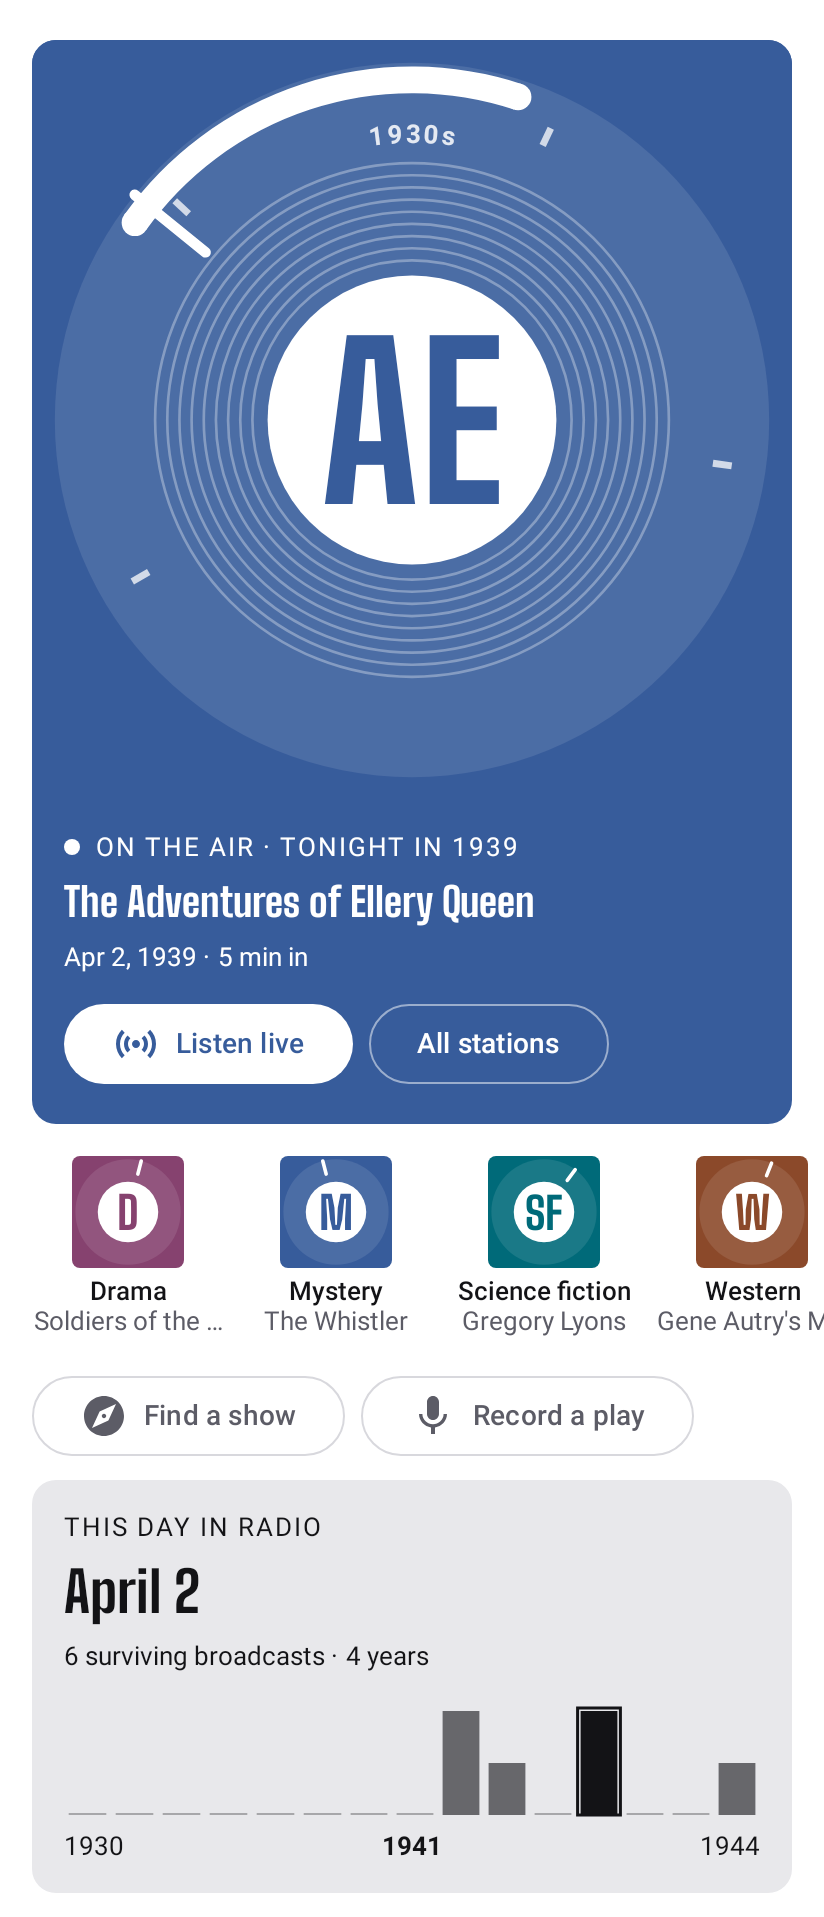 1930s
AE
ON THE AIR · TONIGHT IN 1939
The Adventures of Ellery Queen
Apr 2, 1939 · 5 min in
Listen live
All stations
D
M
SF
W
Drama
Mystery
Science fiction
Western
Soldiers of the ...
The Whistler
Gregory Lyons
Gene Autry's M
Find a show
Record a play
THIS DAY IN RADIO
April 2
6 surviving broadcasts · 4 years
1930
1941
1944